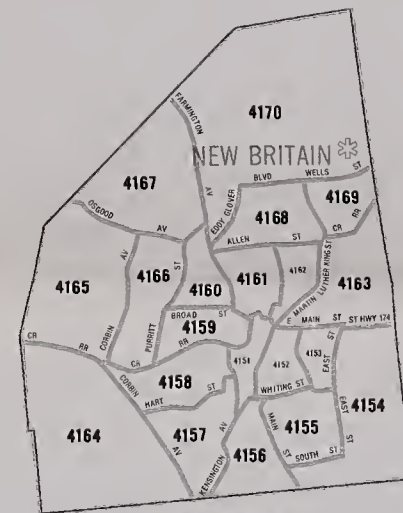 FARMINGTON AV
4170
NEW BRITAIN *
4167
BLVD WELLS ST
EDDY GLOVER
4169
4168
OSGOOD AV
CR RR
ALLEN ST
4166
4165
ST
4161
4162
4163
MARTIN LUTHER KING ST
4160
CORBIN AV
PURRITT
BROAD ST
4159
E MAIN ST ST HWY 174
CR RR
CR RR
4151
4152
4153
EAST ST
4158
HART ST
WHITING ST
4154
CORBIN AV
4164
4157
4155
EAST ST
MAIN ST
KENSINGTON AV
4156
SOUTH ST